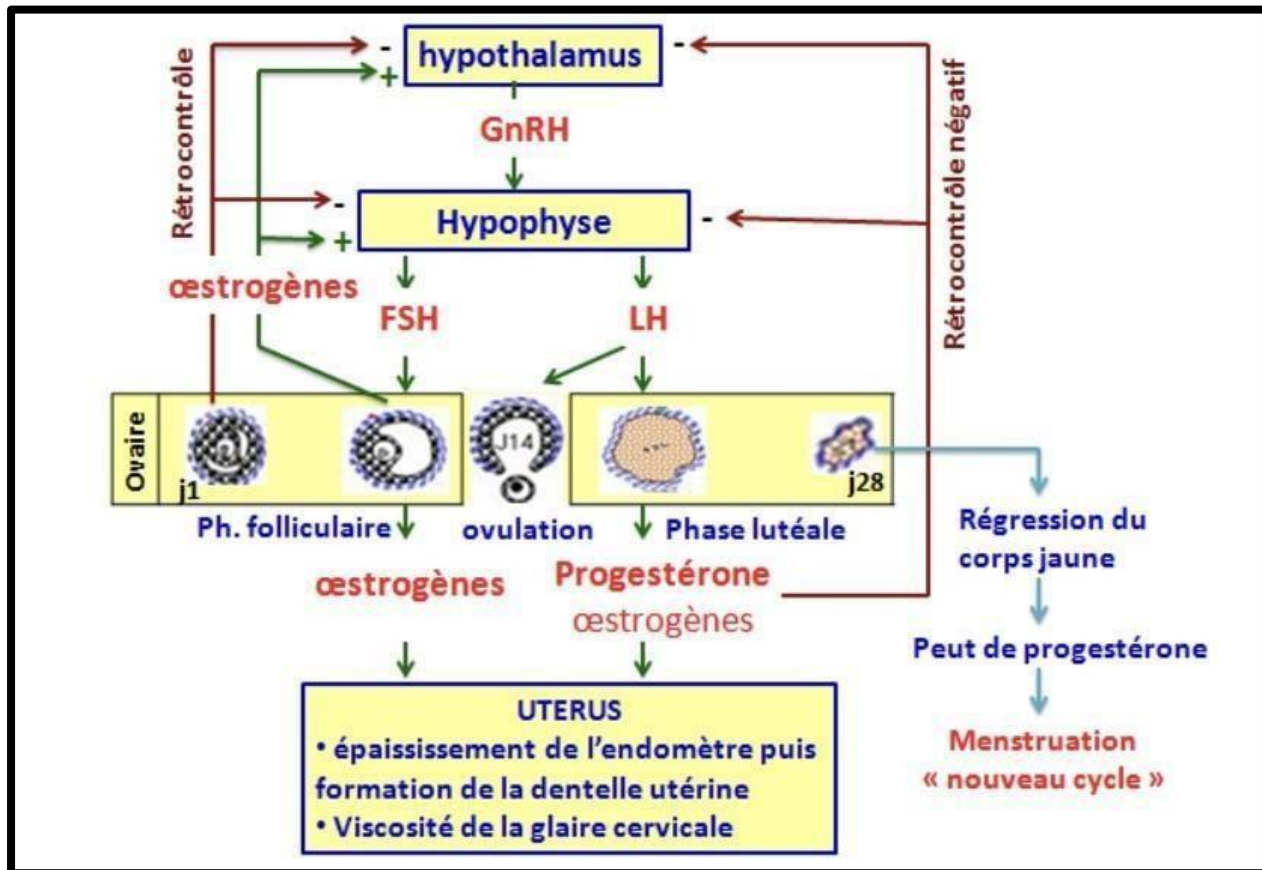 hypothalamus
-
-
+
GnRH
Rétrocontrôle
Rétrocontrôle négatif
Hypophyse
-
-
+
œstrogènes
FSH
LH
Ovaire
j1
J14
j28
Ph. folliculaire
ovulation
Phase lutéale
œstrogènes
Progestérone
œstrogènes
Régression du
corps jaune
Peut de progestérone
Menstruation
« nouveau cycle »
UTERUS
• épaississement de l'endomètre puis
formation de la dentelle utérine
• Viscosité de la glaire cervicale